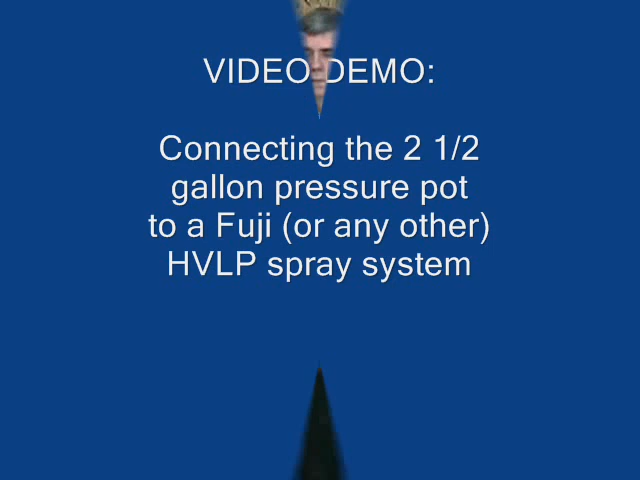 VIDEO DEMO:
Connecting the 2 1/2
gallon pressure pot
to a Fuji (or any other)
HVLP spray system